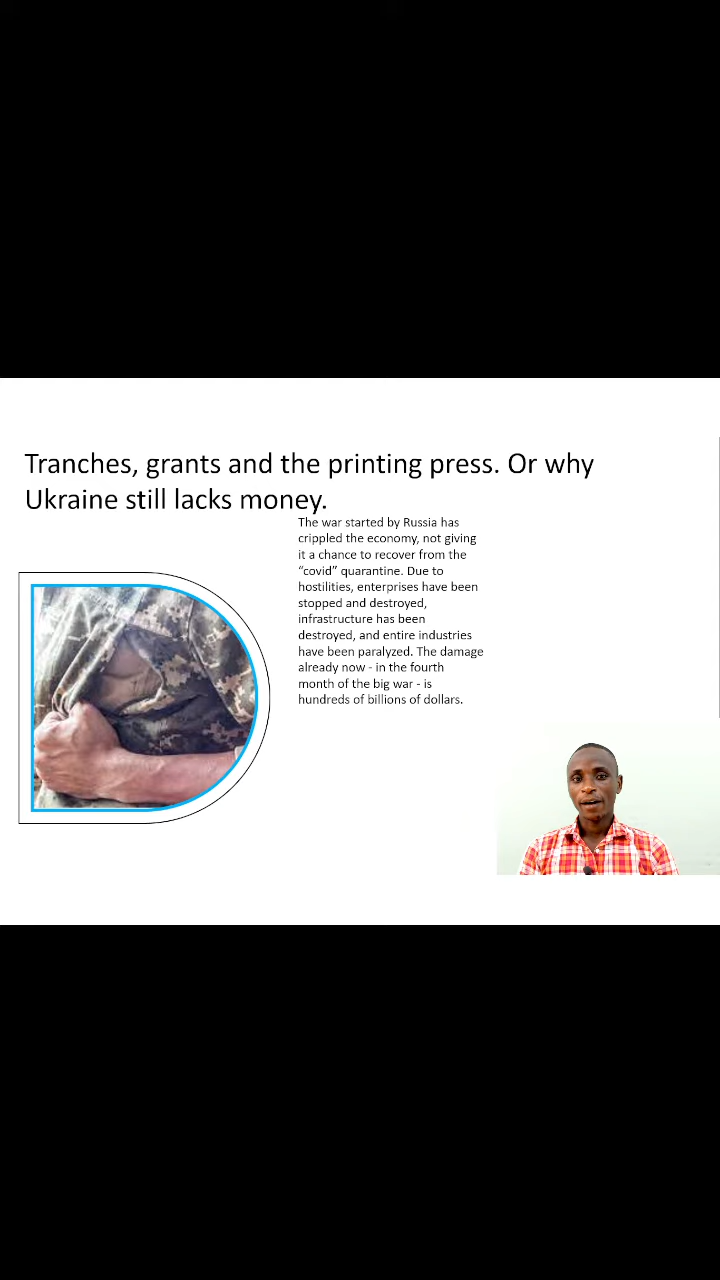 Tranches, grants and the printing press. Or why
Ukraine still lacks money.
The war started by Russia has
crippled the economy, not giving
it a chance to recover from the
“covid” quarantine. Due to
hostilities, enterprises have been
stopped and destroyed,
infrastructure has been
destroyed, and entire industries
have been paralyzed. The damage
already now - in the fourth
month of the big war - is
hundreds of billions of dollars.